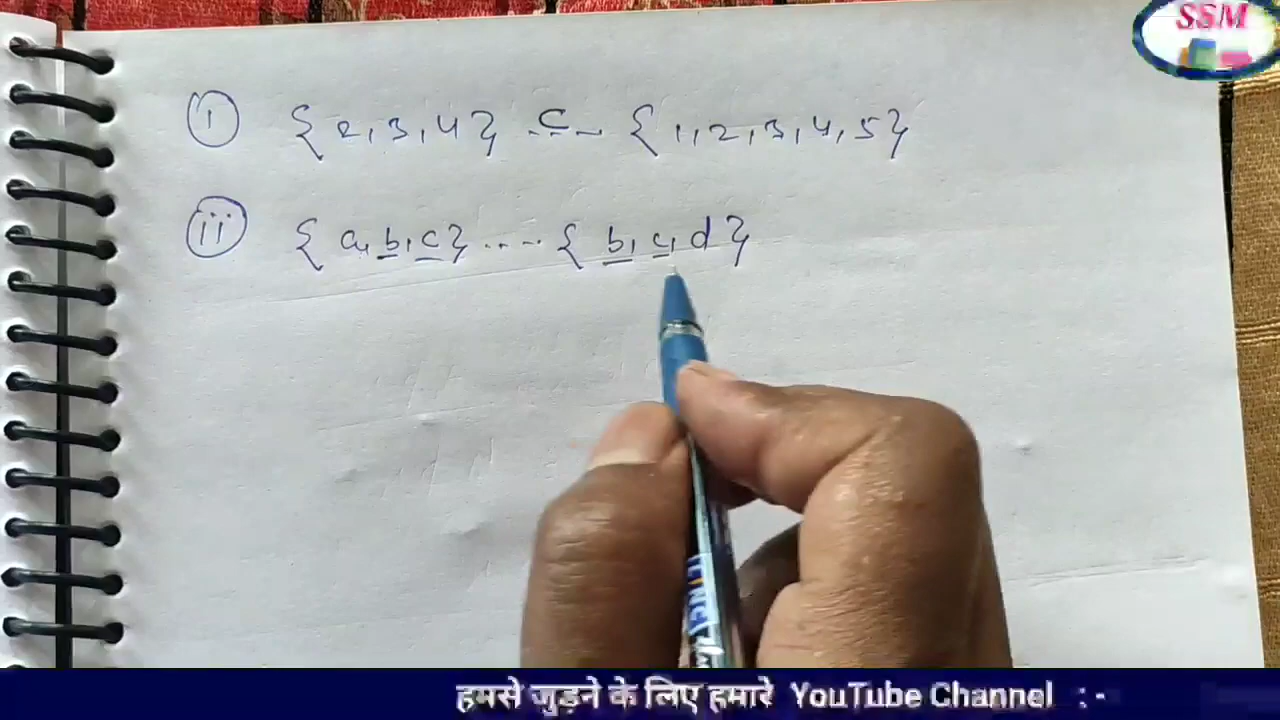 SSM
i {2,3,4} ⊂ {1,2,3,4,5}
ii {a,b,c} .... {b,c,d}
हमसे जुड़ने के लिए हमारे YouTube Channel :-